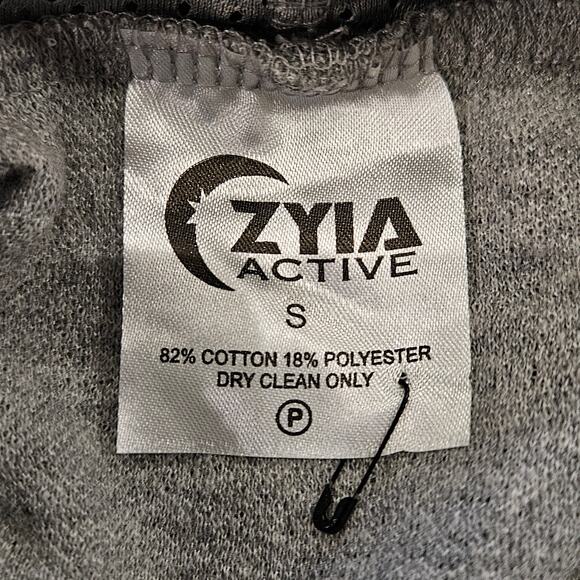 ZYIA
ACTIVE
S
82% COTTON 18% POLYESTER
DRY CLEAN ONLY
P